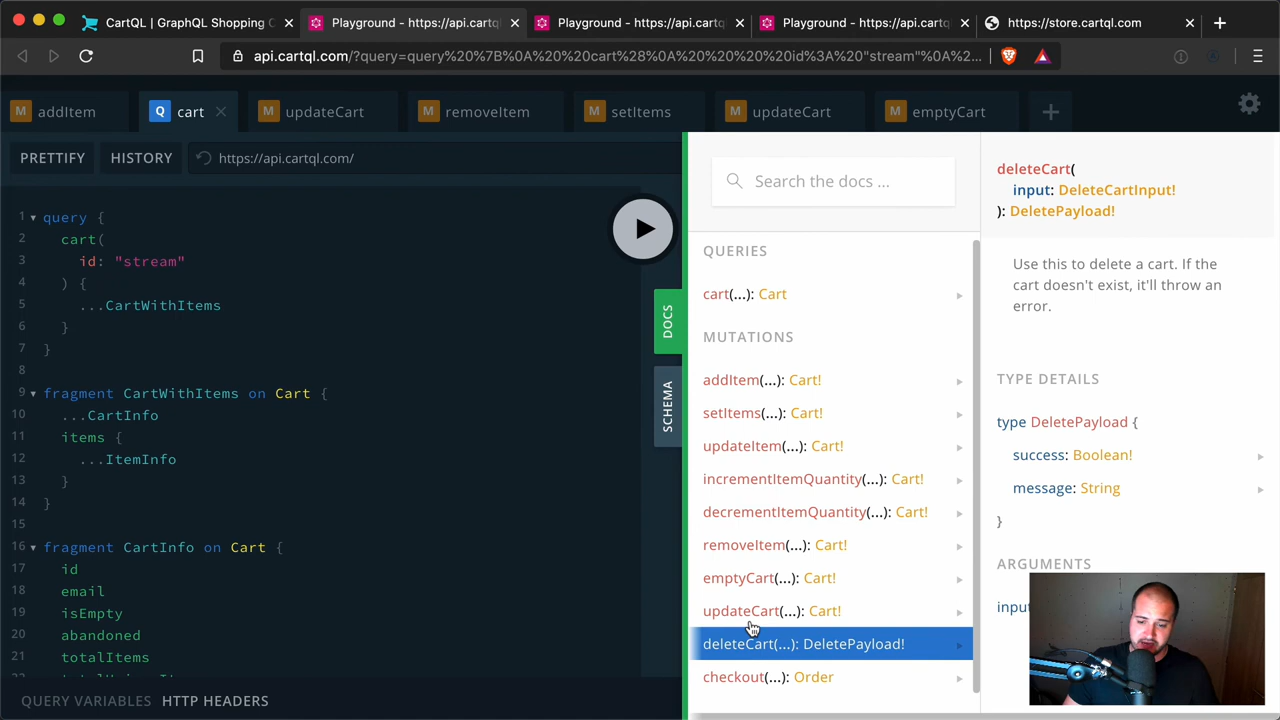 CartQL | GraphQL Shopping C
Playground - https://api.cartql
Playground - https://api.cartql
Playground - https://api.cartql
https://store.cartql.com
api.cartql.com/?query=query%20%7B%0A%20%20cart%28%0A%20%20%20%20id%3A%20"stream"%0A%2...
M addItem
Q cart
M updateCart
M removeItem
M setItems
M updateCart
M emptyCart
PRETTIFY
HISTORY
https://api.cartql.com/
1 query {
2 cart(
3 id: "stream"
4 ) {
5 ...CartWithItems
6 }
7 }
8
9 fragment CartWithItems on Cart {
10 ...CartInfo
11 items {
12 ...ItemInfo
13 }
14 }
15
16 fragment CartInfo on Cart {
17 id
18 email
19 isEmpty
20 abandoned
21 totalItems
QUERY VARIABLES
HTTP HEADERS
DOCS
SCHEMA
Search the docs ...
QUERIES
cart(...): Cart
MUTATIONS
addItem(...): Cart!
setItems(...): Cart!
updateItem(...): Cart!
incrementItemQuantity(...): Cart!
decrementItemQuantity(...): Cart!
removeItem(...): Cart!
emptyCart(...): Cart!
updateCart(...): Cart!
deleteCart(...): DeletePayload!
checkout(...): Order
deleteCart(
input: DeleteCartInput!
): DeletePayload!
Use this to delete a cart. If the
cart doesn't exist, it'll throw an
error.
TYPE DETAILS
type DeletePayload {
success: Boolean!
message: String
}
ARGUMENTS
input